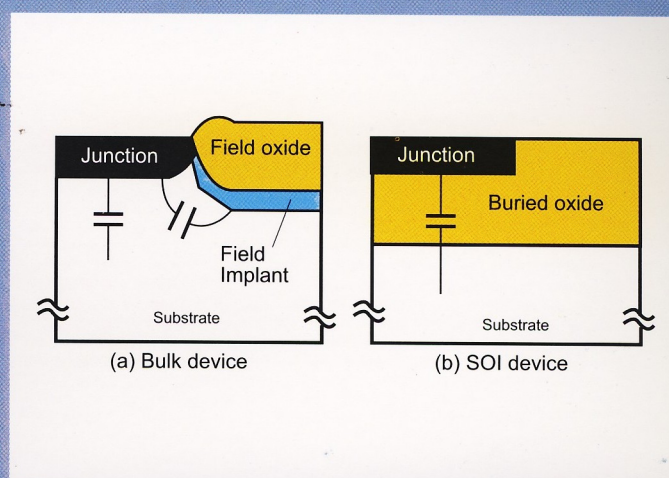 Junction
Field oxide
Field
Implant
Substrate
(a) Bulk device
Junction
Buried oxide
Substrate
(b) SOI device